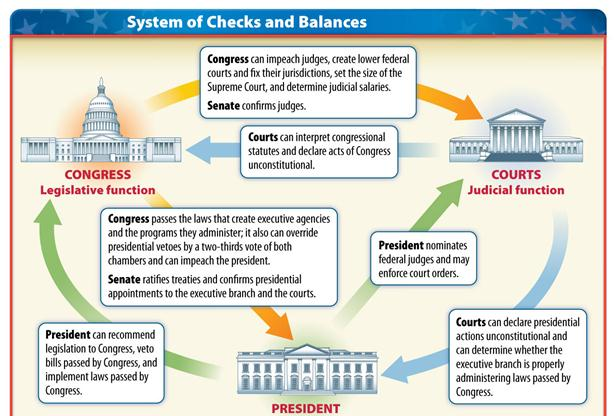 System of Checks and Balances
Congress can impeach judges, create lower federal
courts and fix their jurisdictions, set the size of the
Supreme Court, and determine judicial salaries.
Senate confirms judges.
Courts can interpret congressional
statutes and declare acts of Congress
unconstitutional.
CONGRESS
Legislative function
COURTS
Judicial function
Congress passes the laws that create executive agencies
and the programs they administer; it also can override
presidential vetoes by a two-thirds vote of both
chambers and can impeach the president.
Senate ratifies treaties and confirms presidential
appointments to the executive branch and the courts.
President nominates
federal judges and may
enforce court orders.
President can recommend
legislation to Congress, veto
bills passed by Congress, and
implement laws passed by
Congress.
Courts can declare presidential
actions unconstitutional and
can determine whether the
executive branch is properly
administering laws passed by
Congress.
PRESIDENT